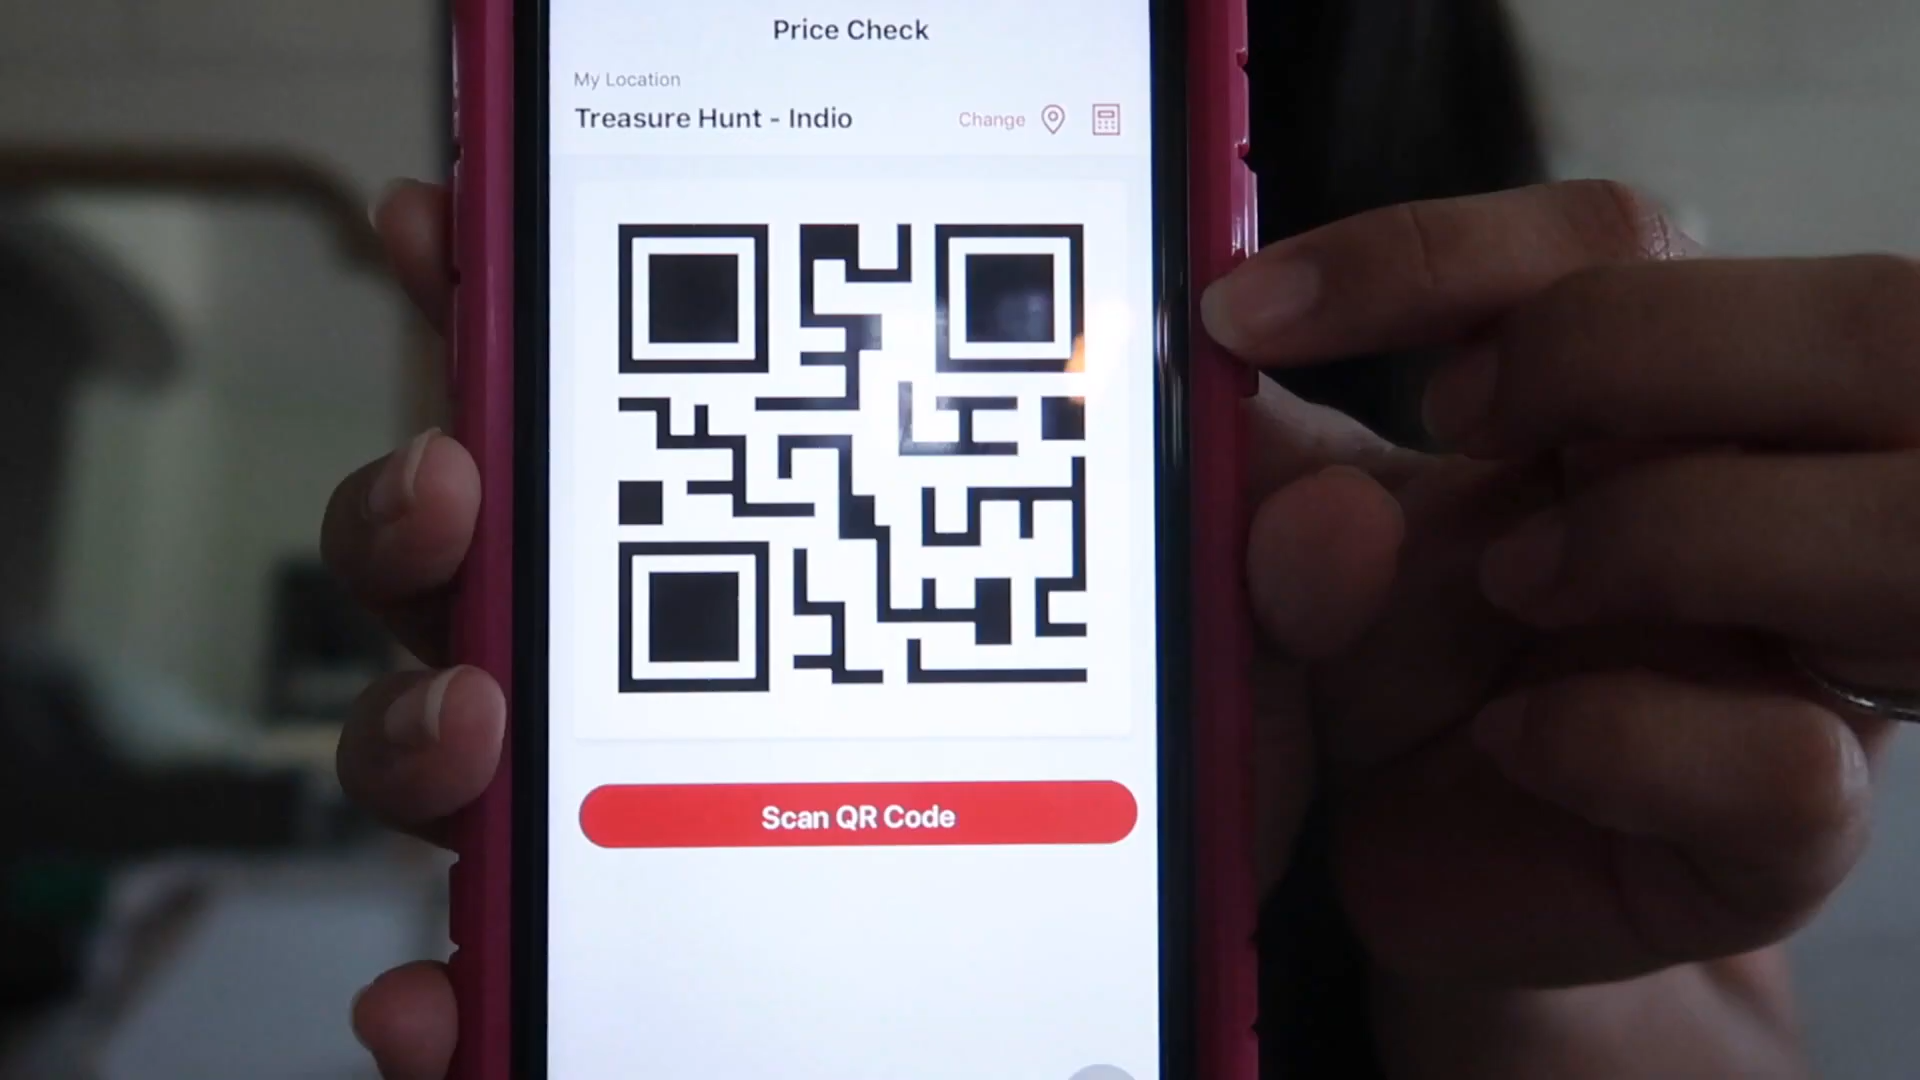 Price Check
My Location
Treasure Hunt - Indio
Change
Scan QR Code